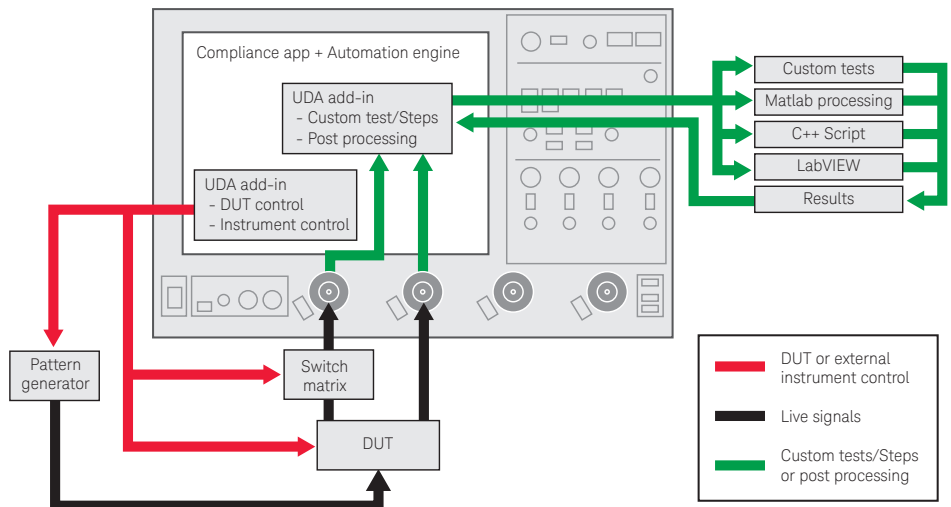 Compliance app + Automation engine
UDA add-in
- Custom test/Steps
- Post processing
UDA add-in
- DUT control
- Instrument control
Custom tests
Matlab processing
C++ Script
LabVIEW
Results
Pattern
generator
Switch
matrix
DUT
DUT or external
instrument control
Live signals
Custom tests/Steps
or post processing